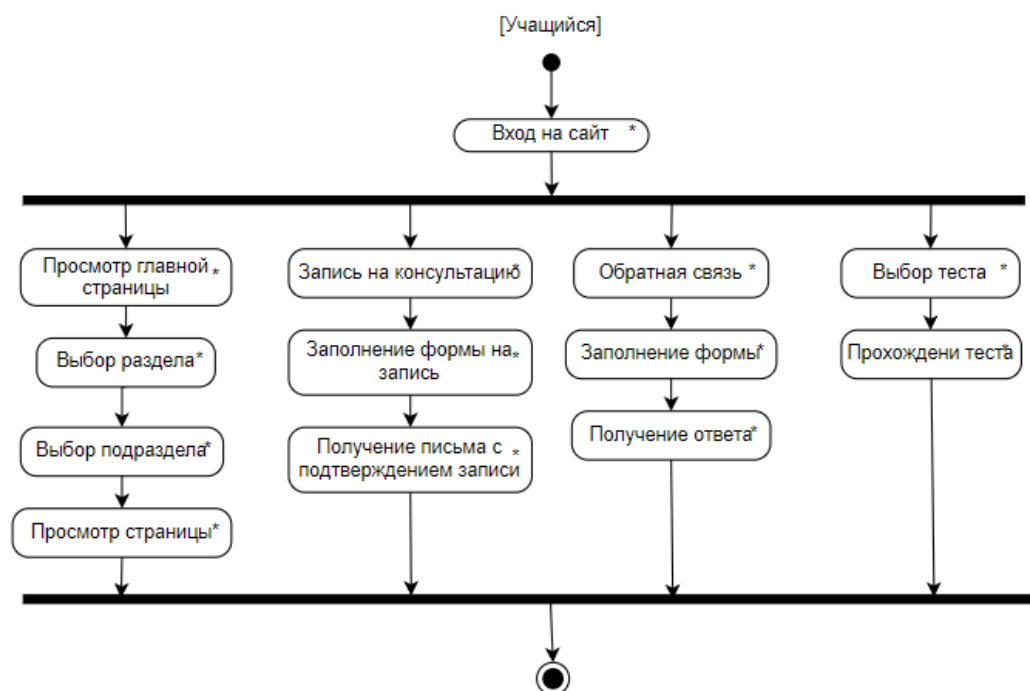 [Учащийся]
Вход на сайт *
Просмотр главной *
страницы
Выбор раздела*
Выбор подраздела*
Просмотр страницы*
Запись на консультацию*
Заполнение формы на *
запись
Получение письма с *
подтверждением записи
Обратная связь *
Заполнение формы*
Получение ответа*
Выбор теста *
Прохождени теста*